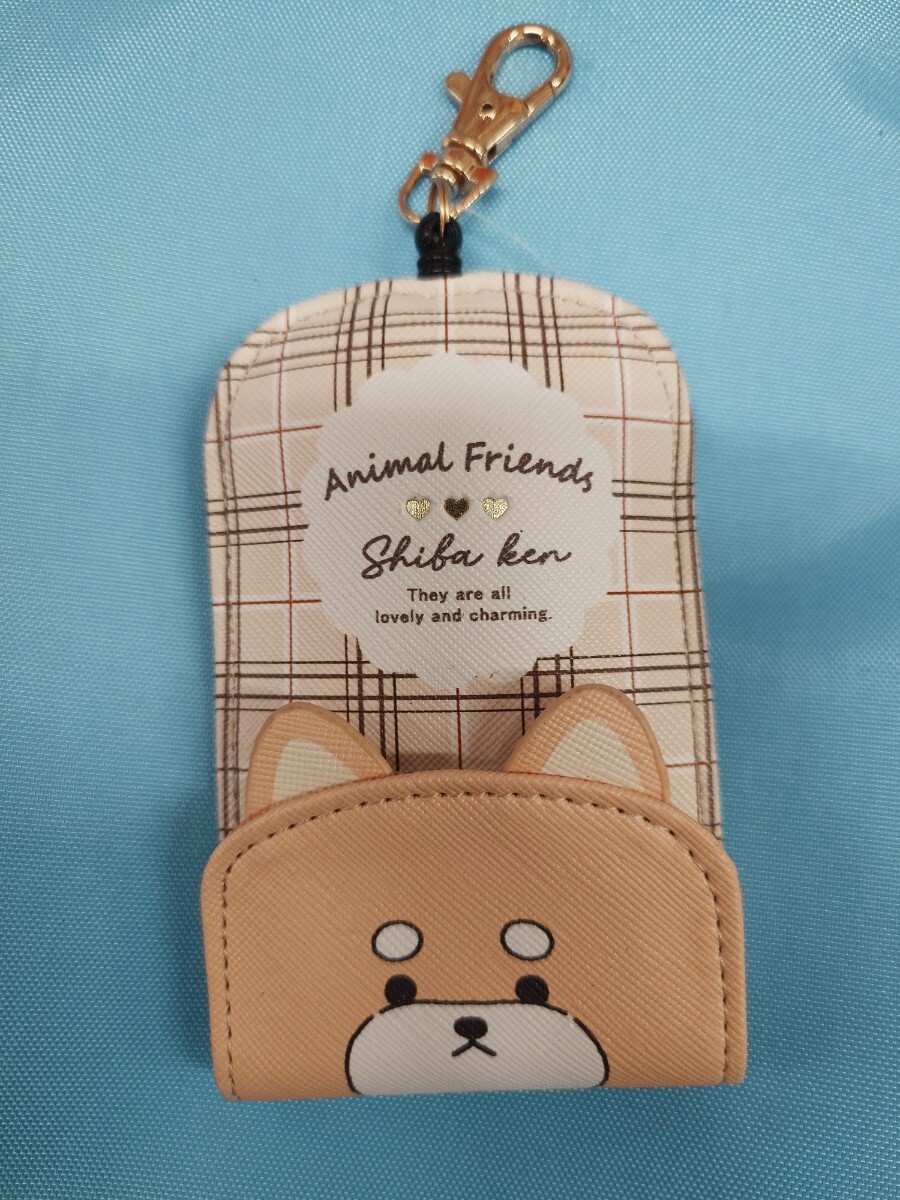 Animal Friends
Shiba ken
They are all
lovely and charming.